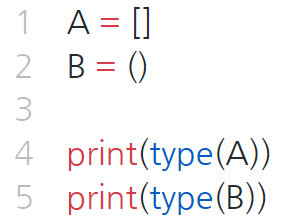 1 A = []
2 B = ()
3
4 print(type(A))
5 print(type(B))